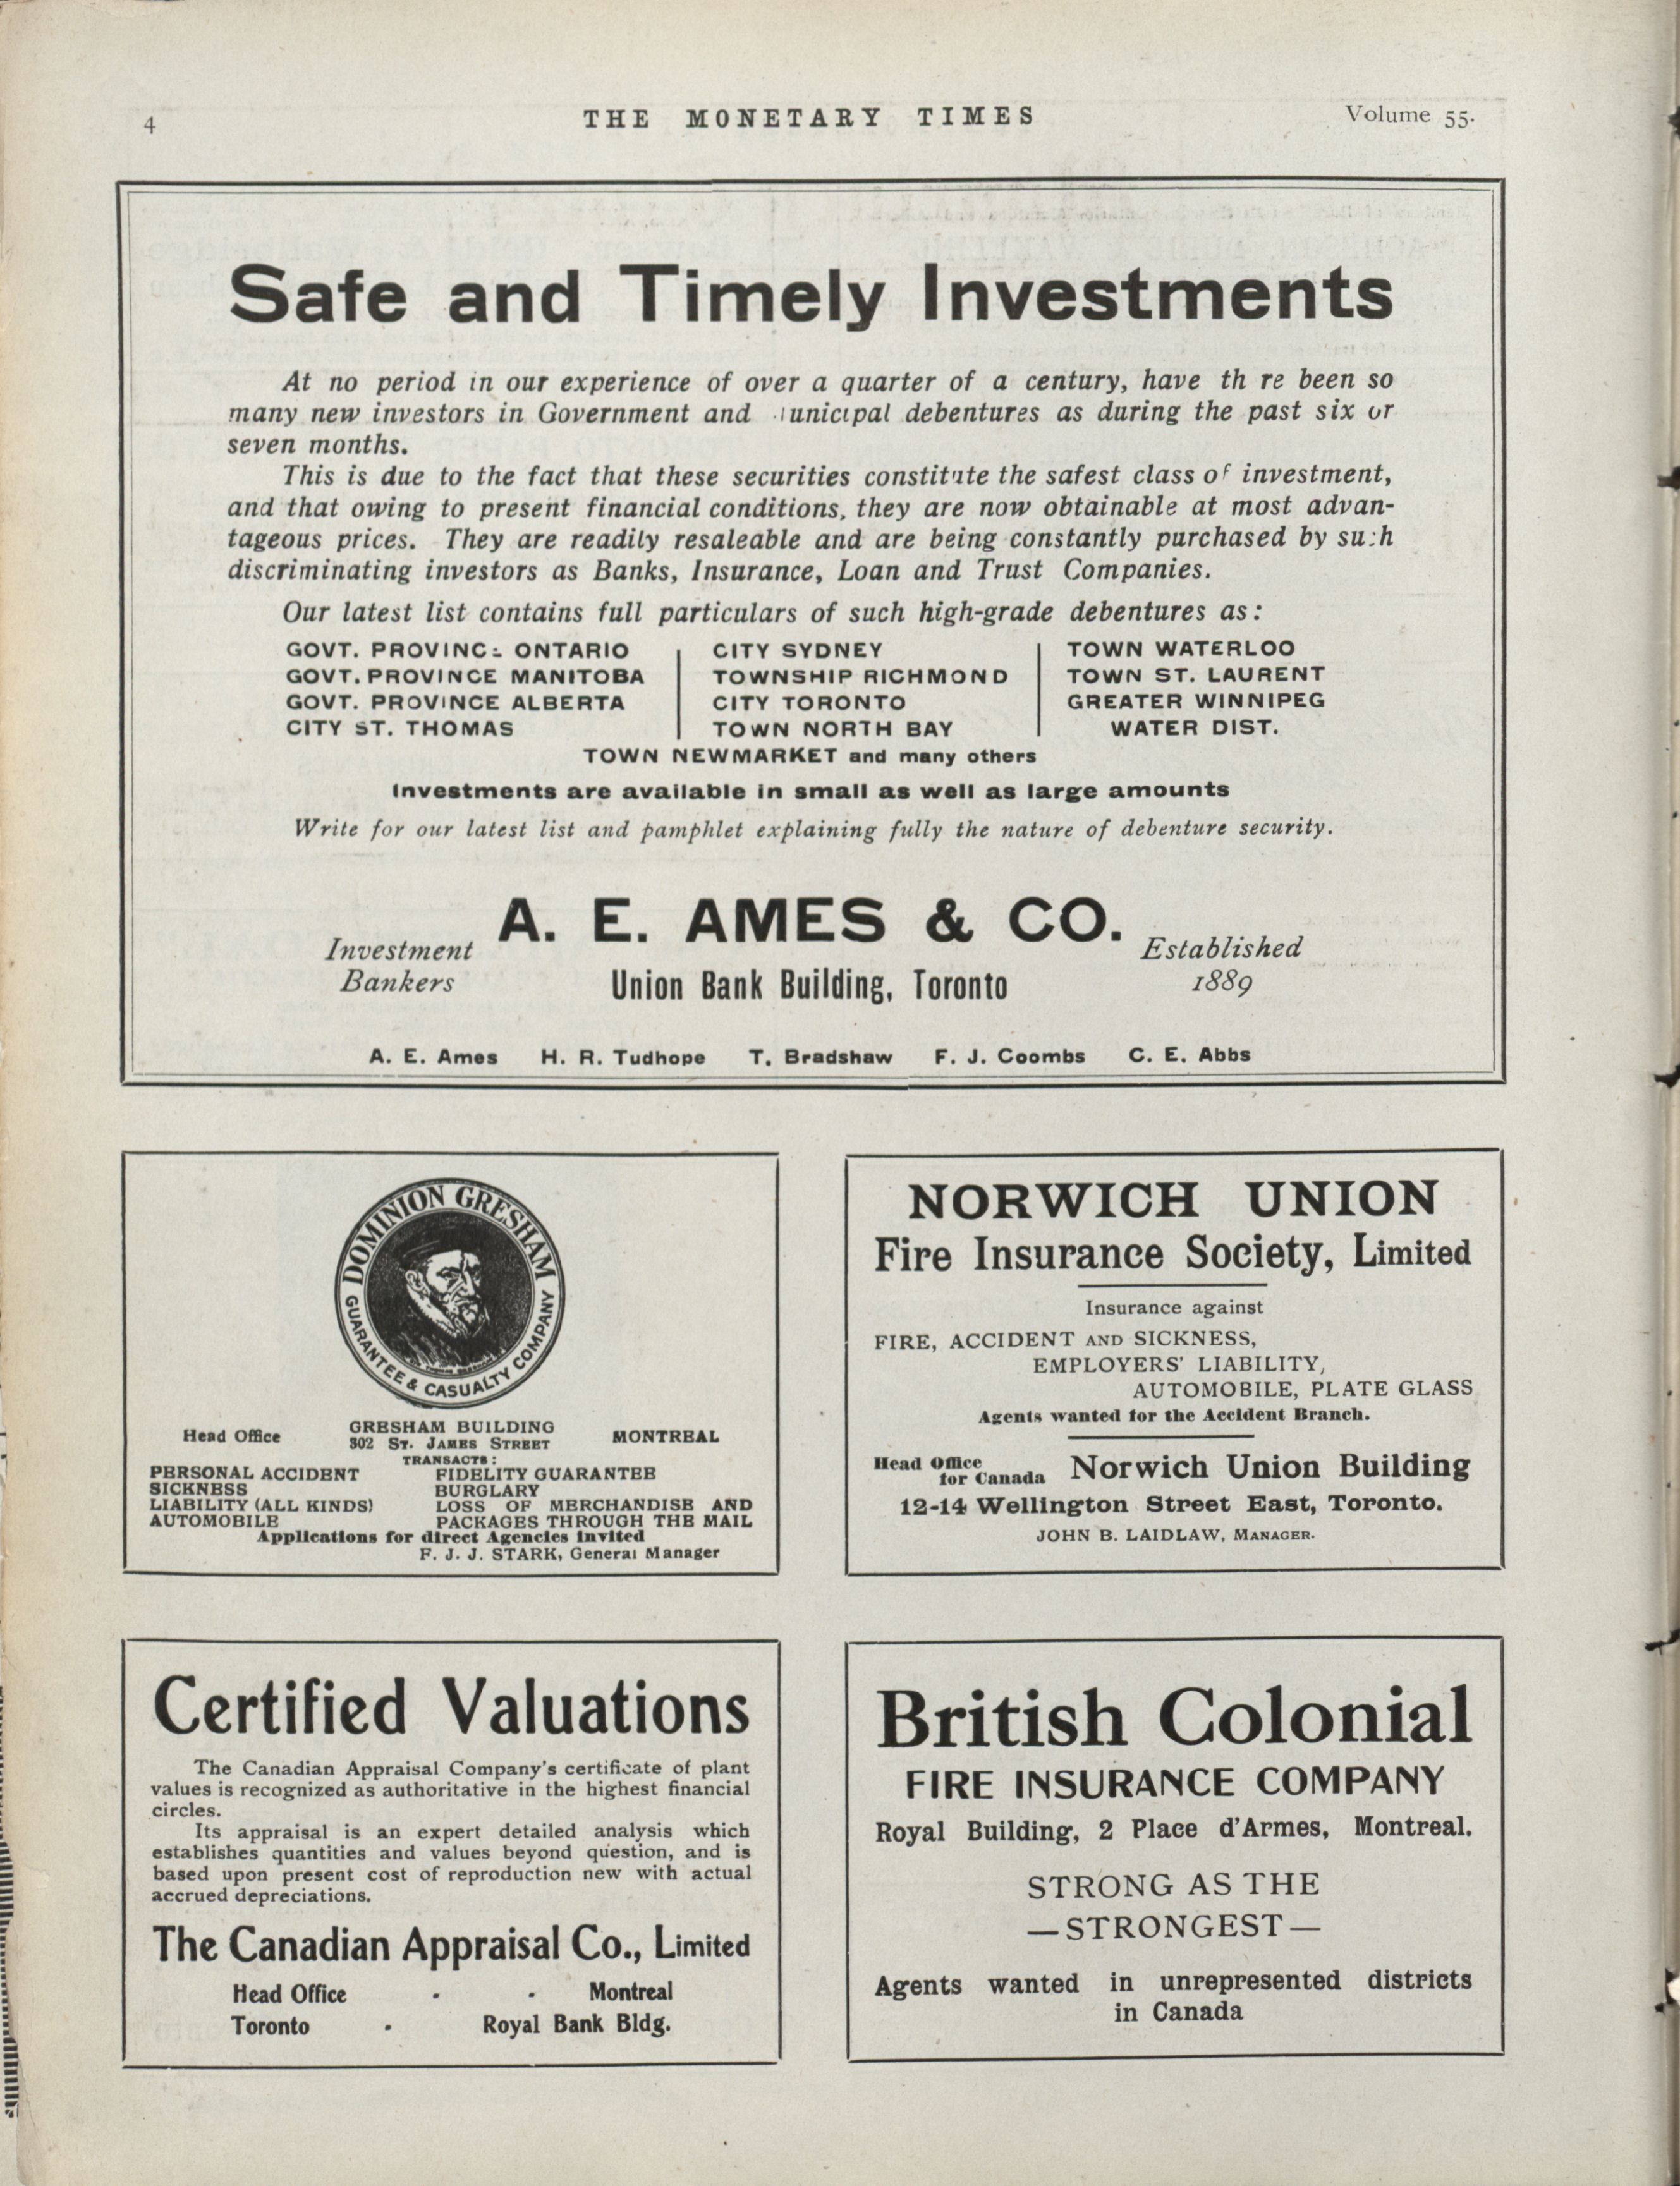 4
THE MONETARY TIMES
Volume 55.
Safe and Timely Investments
At no period in our experience of over a quarter of a century, have th re been so
many new investors in Government and unicipal debentures as during the past six or
seven months.
This is due to the fact that these securities constitute the safest class of investment,
and that owing to present financial conditions, they are now obtainable at most advan-
tageous prices. They are readily resaleable and are being constantly purchased by such
discriminating investors as Banks, Insurance, Loan and Trust Companies.
Our latest list contains full particulars of such high-grade debentures as:
GOVT. PROVINCE ONTARIO
GOVT. PROVINCE MANITOBA
GOVT. PROVINCE ALBERTA
CITY ST. THOMAS
CITY SYDNEY
TOWNSHIP RICHMOND
CITY TORONTO
TOWN NORTH BAY
TOWN WATERLOO
TOWN ST. LAURENT
GREATER WINNIPEG
WATER DIST.
TOWN NEWMARKET and many others
Investments are available in small as well as large amounts
Write for our latest list and pamphlet explaining fully the nature of debenture security.
A. E. AMES & CO.
Investment
Bankers
Union Bank Building, Toronto
Established
1889
A. E. Ames H. R. Tudhope T. Bradshaw F. J. Coombs C. E. Abbs
DOMINION GRESHAM
GUARANTEE & CASUALTY COMPANY
Head Office
GRESHAM BUILDING
302 ST. JAMES STREET
MONTREAL
TRANSACTS:
PERSONAL ACCIDENT
SICKNESS
LIABILITY (ALL KINDS)
AUTOMOBILE
FIDELITY GUARANTEE
BURGLARY
LOSS OF MERCHANDISE AND
PACKAGES THROUGH THE MAIL
Applications for direct Agencies invited
F. J. J. STARK, General Manager
NORWICH UNION
Fire Insurance Society, Limited
Insurance against
FIRE, ACCIDENT AND SICKNESS,
EMPLOYERS' LIABILITY,
AUTOMOBILE, PLATE GLASS
Agents wanted for the Accident Branch.
Head Office
for Canada
Norwich Union Building
12-14 Wellington Street East, Toronto.
JOHN B. LAIDLAW, MANAGER.
Certified Valuations
The Canadian Appraisal Company's certificate of plant
values is recognized as authoritative in the highest financial
circles.
Its appraisal is an expert detailed analysis which
establishes quantities and values beyond question, and is
based upon present cost of reproduction new with actual
accrued depreciations.
The Canadian Appraisal Co., Limited
Head Office - - Montreal
Toronto - Royal Bank Bldg.
British Colonial
FIRE INSURANCE COMPANY
Royal Building, 2 Place d'Armes, Montreal.
STRONG AS THE
—STRONGEST—
Agents wanted in unrepresented districts
in Canada